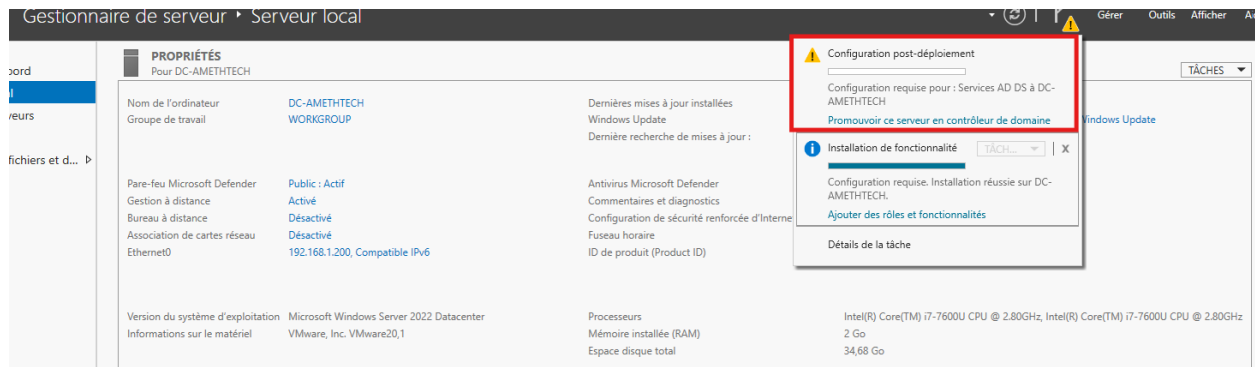 Gestionnaire de serveur ‣ Serveur local
Gérer Outils Afficher
PROPRIÉTÉS
Pour DC-AMETHTECH
TÂCHES
Nom de l'ordinateur DC-AMETHTECH
Groupe de travail WORKGROUP
Dernières mises à jour installées
Windows Update
Dernière recherche de mises à jour :
Windows Update
Configuration post-déploiement
Configuration requise pour : Services AD DS à DC-
AMETHTECH
Promouvoir ce serveur en contrôleur de domaine
Installation de fonctionnalité TÂCH... X
Configuration requise. Installation réussie sur DC-
AMETHTECH.
Ajouter des rôles et fonctionnalités
Détails de la tâche
fichiers et d...
Pare-feu Microsoft Defender Public : Actif
Gestion à distance Activé
Bureau à distance Désactivé
Association de cartes réseau Désactivé
Ethernet0 192.168.1.200, Compatible IPv6
Antivirus Microsoft Defender
Commentaires et diagnostics
Configuration de sécurité renforcée d'Interne
Fuseau horaire
ID de produit (Product ID)
Version du système d'exploitation Microsoft Windows Server 2022 Datacenter
Informations sur le matériel VMware, Inc. VMware20,1
Processeurs Intel(R) Core(TM) i7-7600U CPU @ 2.80GHz, Intel(R) Core(TM) i7-7600U CPU @ 2.80GHz
Mémoire installée (RAM) 2 Go
Espace disque total 34,68 Go